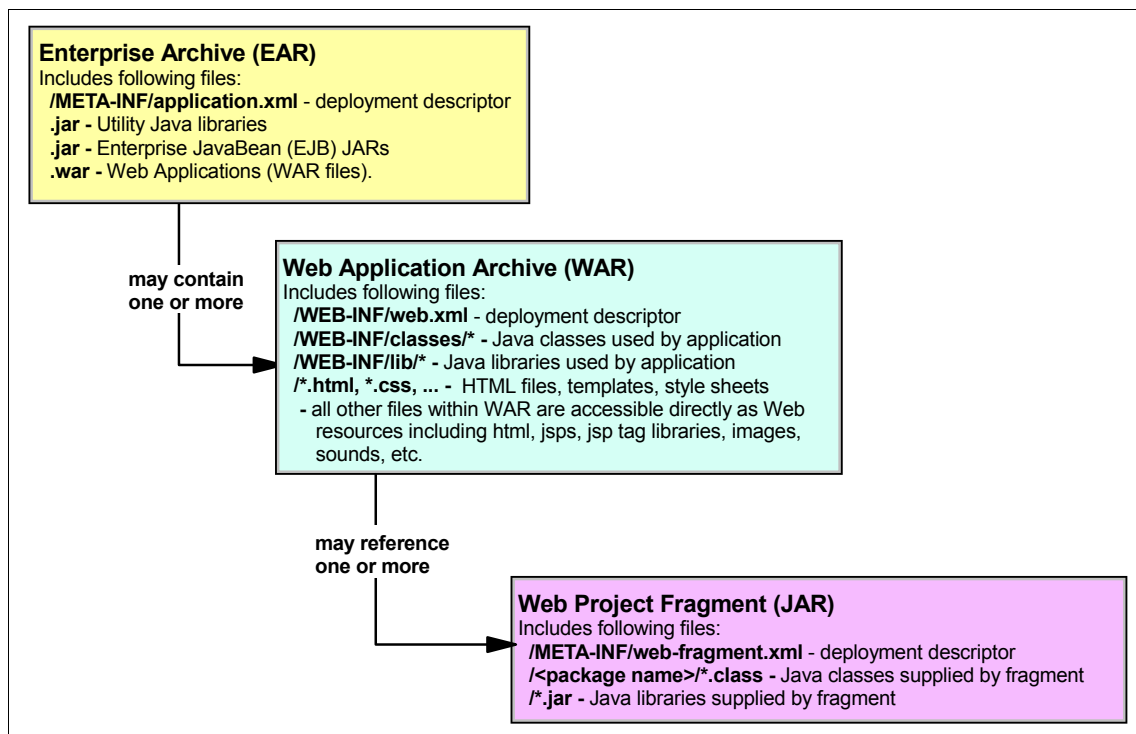 Enterprise Archive (EAR)
Includes following files:
/META-INF/application.xml - deployment descriptor
.jar - Utility Java libraries
.jar - Enterprise JavaBean (EJB) JARs
.war - Web Applications (WAR files).
may contain
one or more
Web Application Archive (WAR)
Includes following files:
/WEB-INF/web.xml - deployment descriptor
/WEB-INF/classes/* - Java classes used by application
/WEB-INF/lib/* - Java libraries used by application
/*.html, *.css, ... - HTML files, templates, style sheets
- all other files within WAR are accessible directly as Web
resources including html, jsps, jsp tag libraries, images,
sounds, etc.
may reference
one or more
Web Project Fragment (JAR)
Includes following files:
/META-INF/web-fragment.xml - deployment descriptor
/<package name>/*.class - Java classes supplied by fragment
/*.jar - Java libraries supplied by fragment